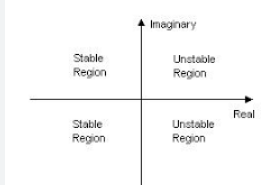 Imaginary
Stable
Region
Unstable
Region
Real
Stable
Region
Unstable
Region